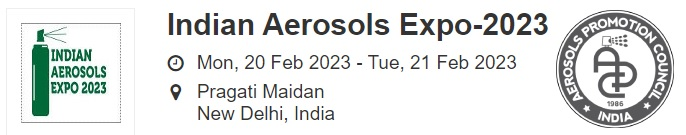 INDIAN
AEROSOLS
EXPO 2023
Indian Aerosols Expo-2023
Mon, 20 Feb 2023 - Tue, 21 Feb 2023
Pragati Maidan
New Delhi, India
AEROSOLS PROMOTION COUNCIL
APC
1986
INDIA